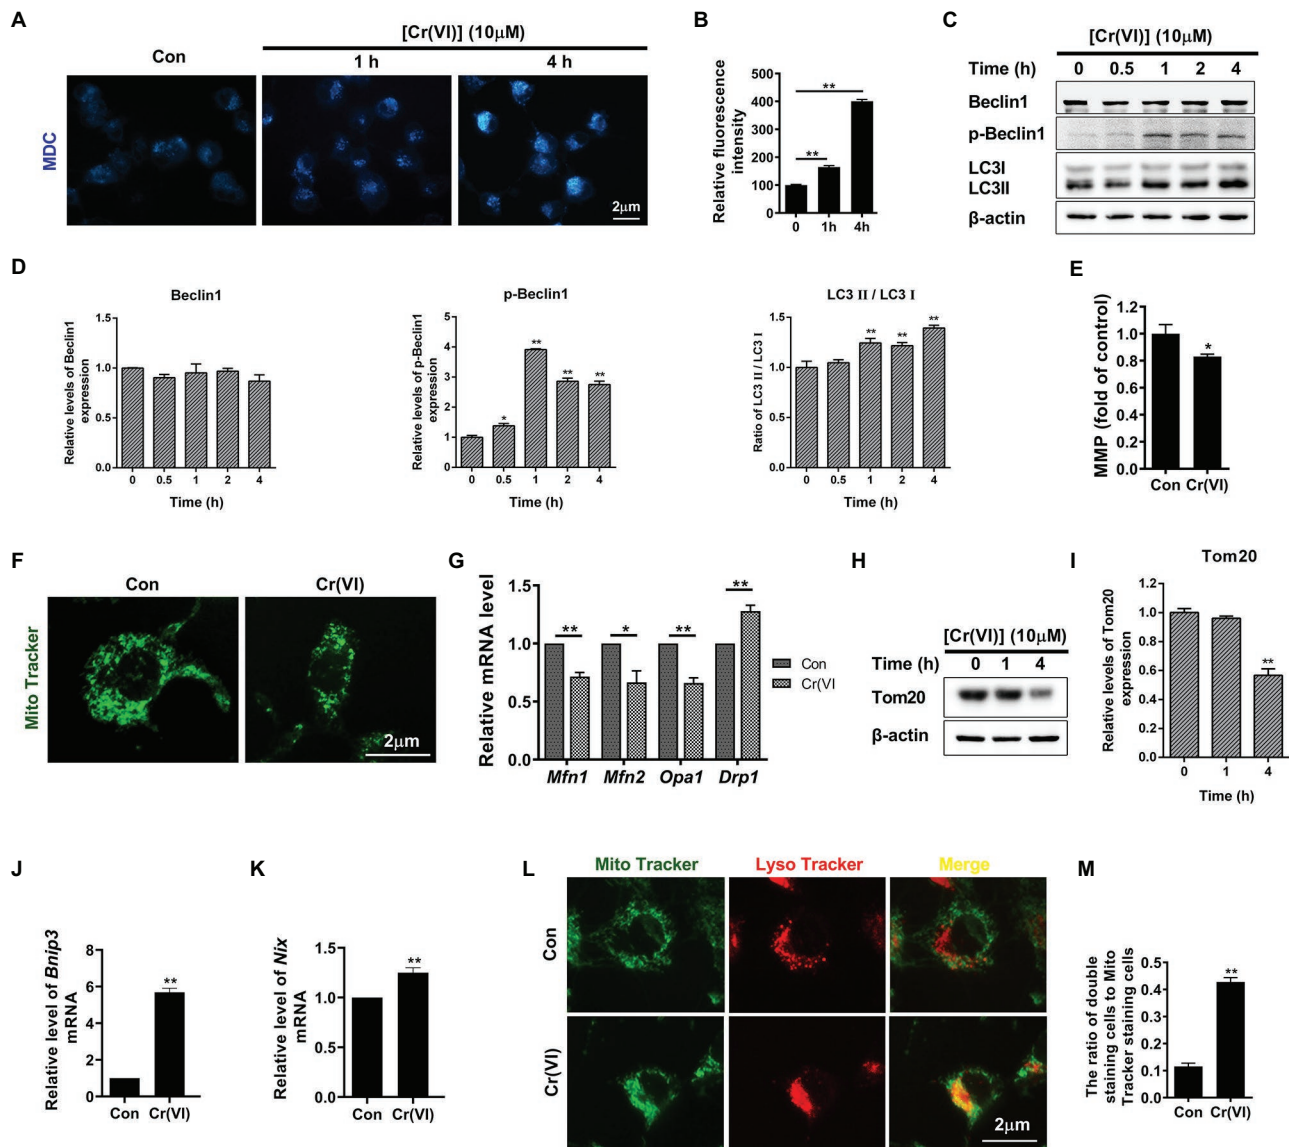 A
[Cr(VI)] (10μM)
Con
1 h
4 h
MDC
2μm
B
Relative fluorescence
intensity
500
400
300
200
100
0
**
**
0 1h 4h
C
[Cr(VI)] (10μM)
Time (h) 0 0.5 1 2 4
Beclin1
p-Beclin1
LC3I
LC3II
β-actin
D
Beclin1
Relative levels of Beclin1
expression
1.5
1.0
0.5
0.0
0 0.5 1 2 4
Time (h)
p-Beclin1
Relative levels of p-Beclin1
expression
5
4
3
2
1
0
*
**
**
**
0 0.5 1 2 4
Time (h)
LC3 II / LC3 I
Ratio of LC3 II / LC3 I
1.5
1.0
0.5
0.0
**
**
**
0 0.5 1 2 4
Time (h)
E
MMP (fold of control)
1.2
1.0
0.8
0.6
0.4
0.2
0.0
*
Con Cr(VI)
F
Con
Cr(VI)
Mito Tracker
2μm
G
Relative mRNA level
1.5
1.0
0.5
0.0
**
*
**
**
Con
Cr(VI
Mfn1 Mfn2 Opa1 Drp1
H
[Cr(VI)] (10μM)
Time (h) 0 1 4
Tom20
β-actin
I
Tom20
Relative levels of Tom20
expression
1.2
1.0
0.8
0.6
0.4
0.2
0.0
**
0 1 4
Time (h)
J
Relative level of Bnip3
mRNA
8
6
4
2
0
**
Con Cr(VI)
K
Relative level of Nix
mRNA
1.5
1.0
0.5
0.0
**
Con Cr(VI)
L
Mito Tracker
Lyso Tracker
Merge
Con
Cr(VI)
2μm
M
The ratio of double
staining cells to Mito
Tracker staining cells
0.5
0.4
0.3
0.2
0.1
0.0
**
Con Cr(VI)